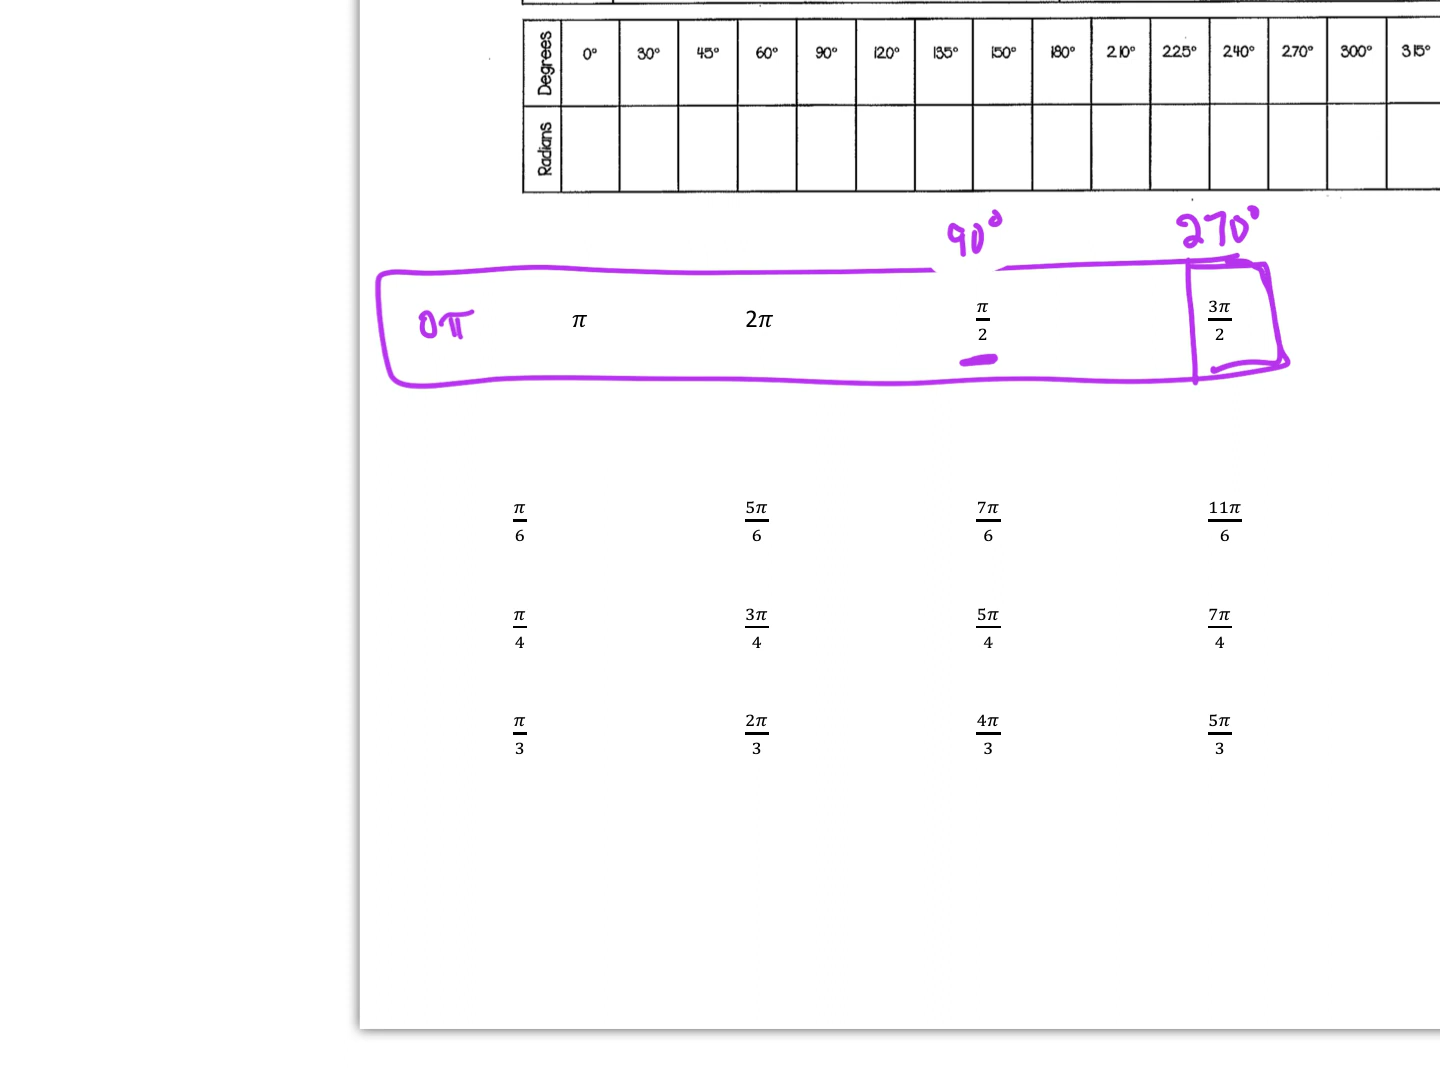 Degrees 0° 30° 45° 60° 90° 120° 135° 150° 180° 210° 225° 240° 270° 300° 315°
Radians
90° 270°
0π π 2π π/2 3π/2
π/6 5π/6 7π/6 11π/6
π/4 3π/4 5π/4 7π/4
π/3 2π/3 4π/3 5π/3